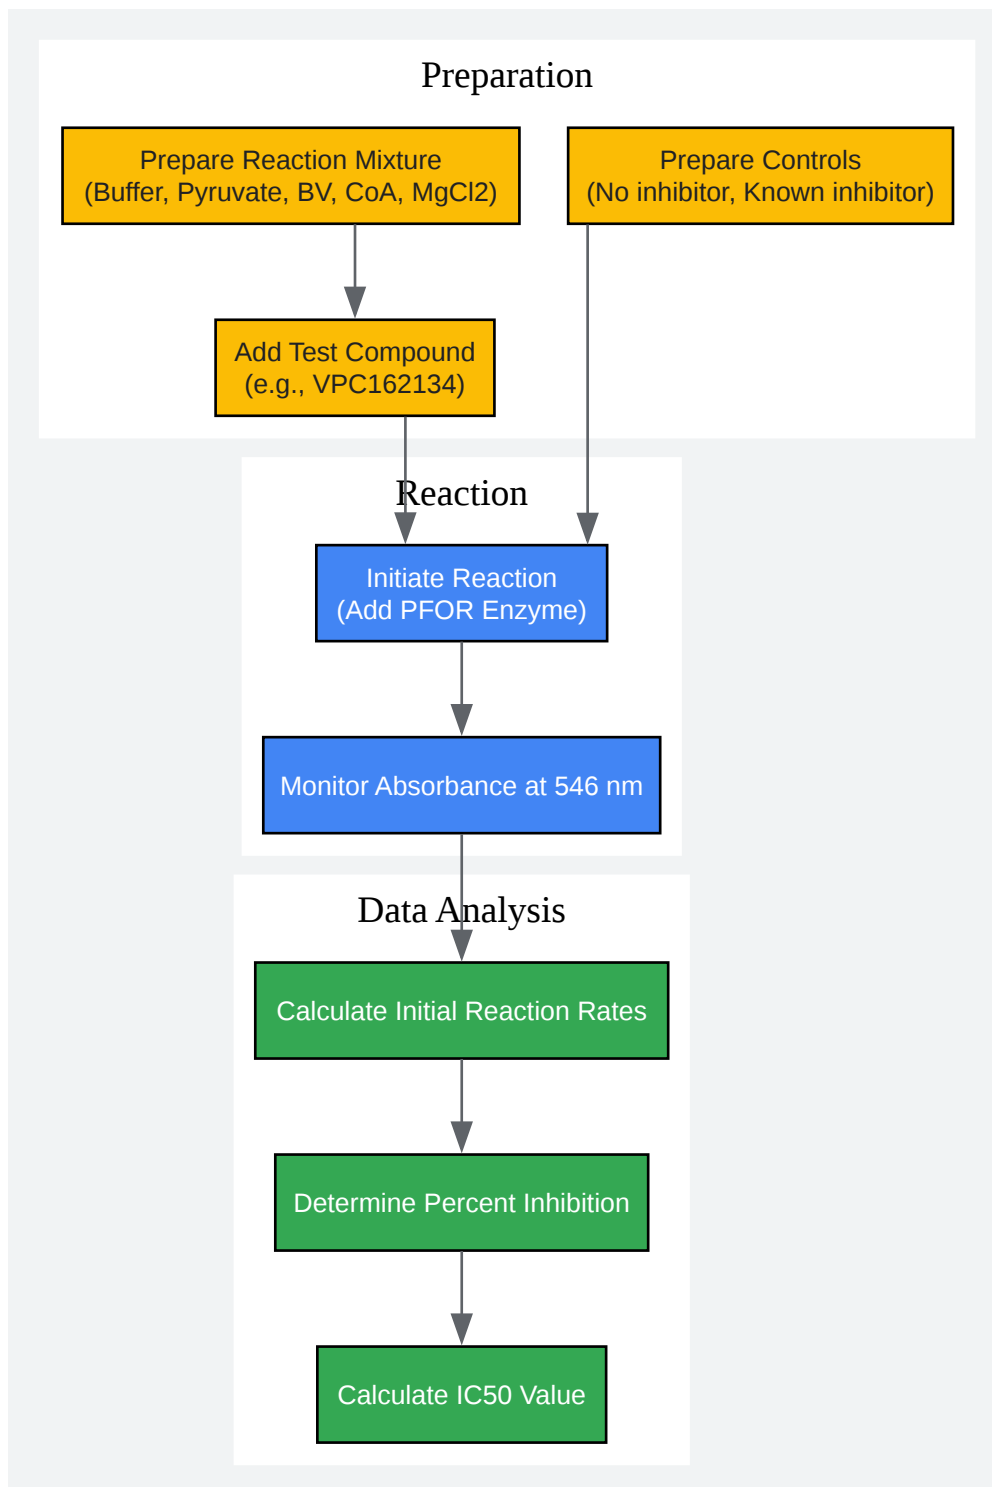 Preparation
Prepare Reaction Mixture
(Buffer, Pyruvate, BV, CoA, MgCl2)
Prepare Controls
(No inhibitor, Known inhibitor)
Add Test Compound
(e.g., VPC162134)
Reaction
Initiate Reaction
(Add PFOR Enzyme)
Monitor Absorbance at 546 nm
Data Analysis
Calculate Initial Reaction Rates
Determine Percent Inhibition
Calculate IC50 Value